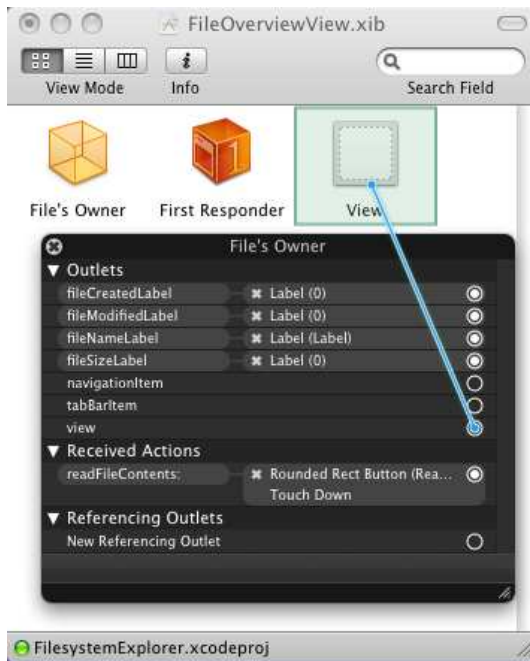 FileOverviewView.xib
View Mode Info Search Field
File's Owner First Responder View
File's Owner
Outlets
fileCreatedLabel Label (0)
fileModifiedLabel Label (0)
fileNameLabel Label (Label)
fileSizeLabel Label (0)
navigationItem
tabBarItem
view
Received Actions
readFileContents: Rounded Rect Button (Rea...
Touch Down
Referencing Outlets
New Referencing Outlet
FilesystemExplorer.xcodeproj